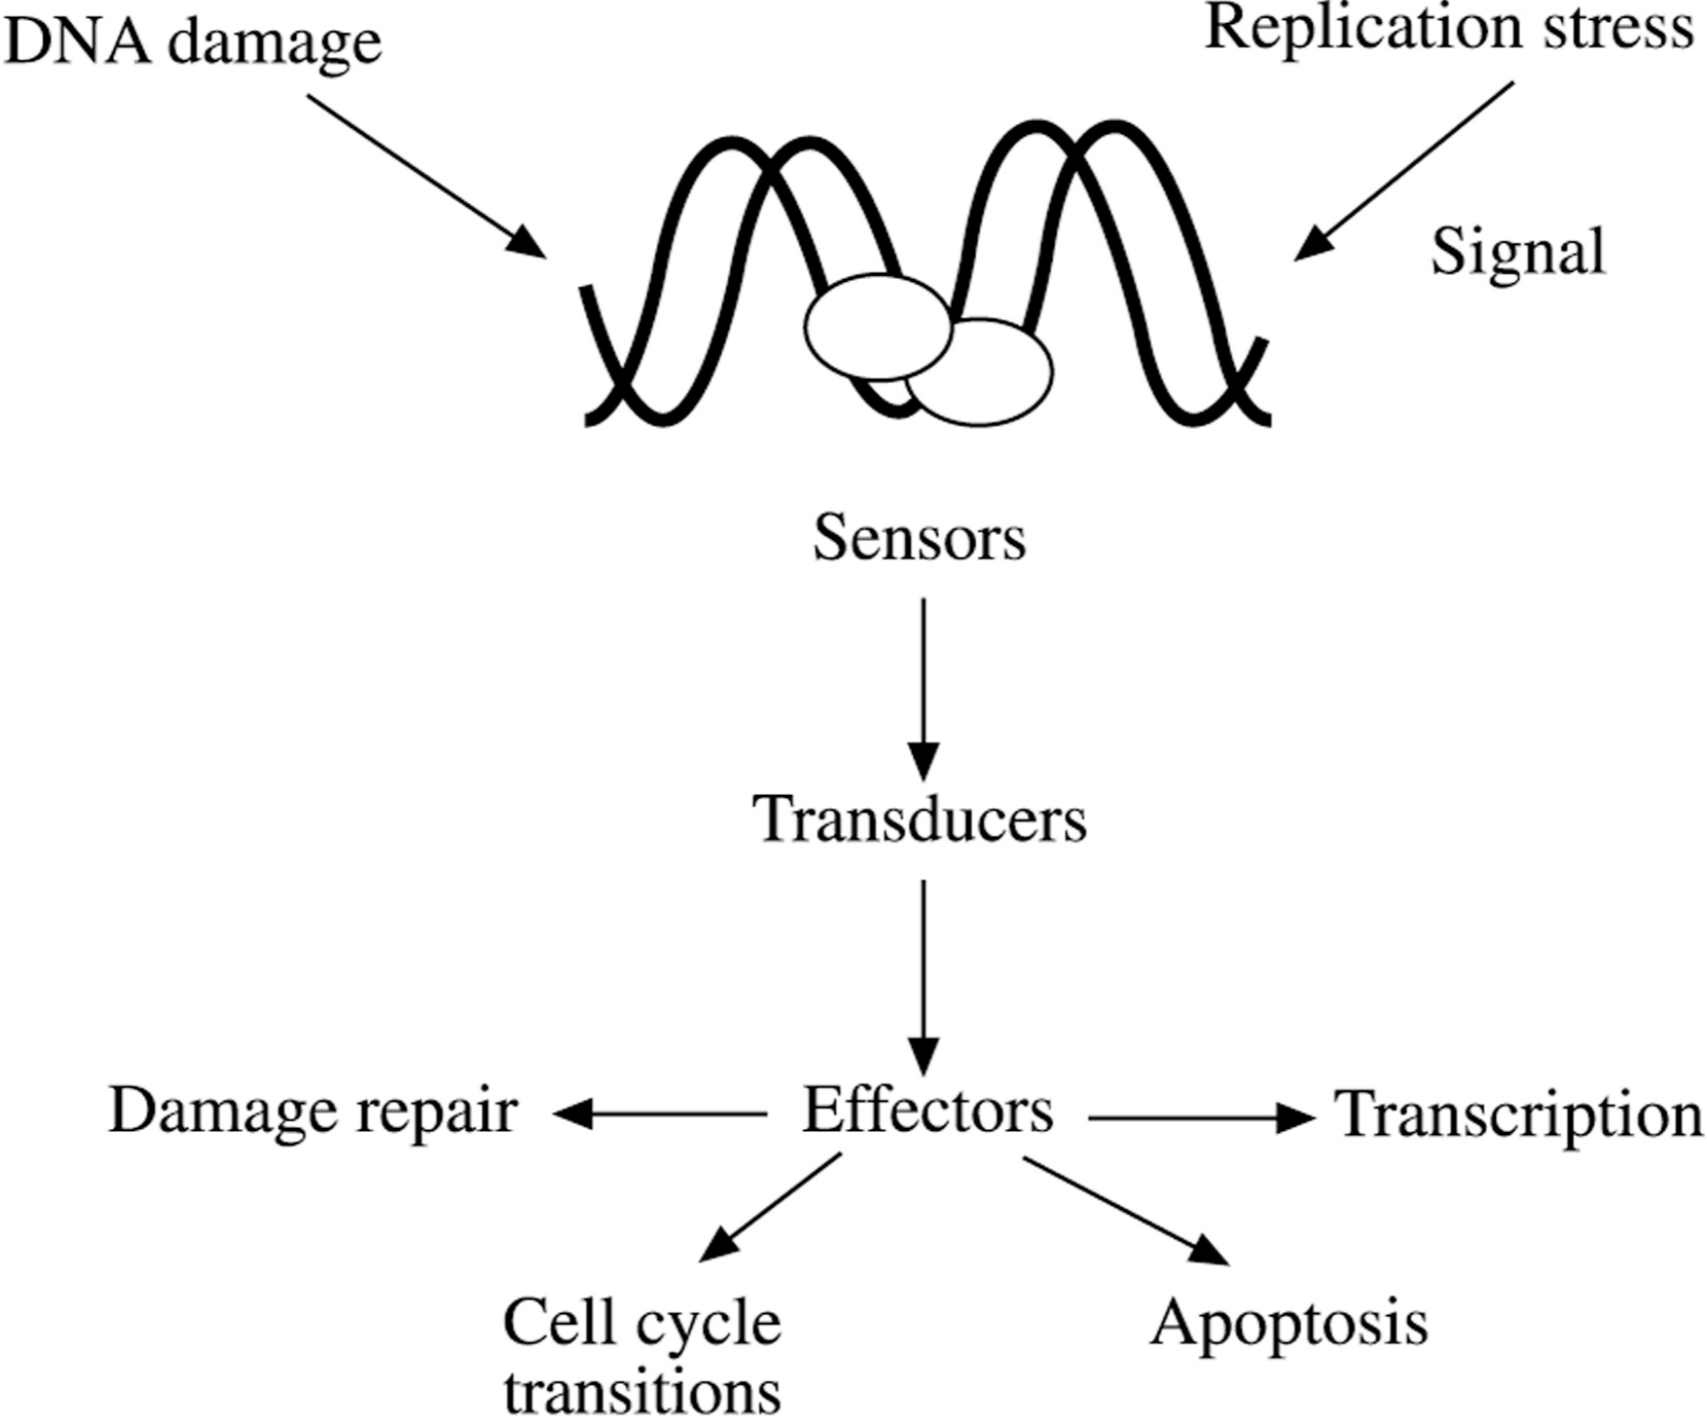 DNA damage
Replication stress
Signal
Sensors
Transducers
Damage repair
Effectors
Transcription
Cell cycle
transitions
Apoptosis